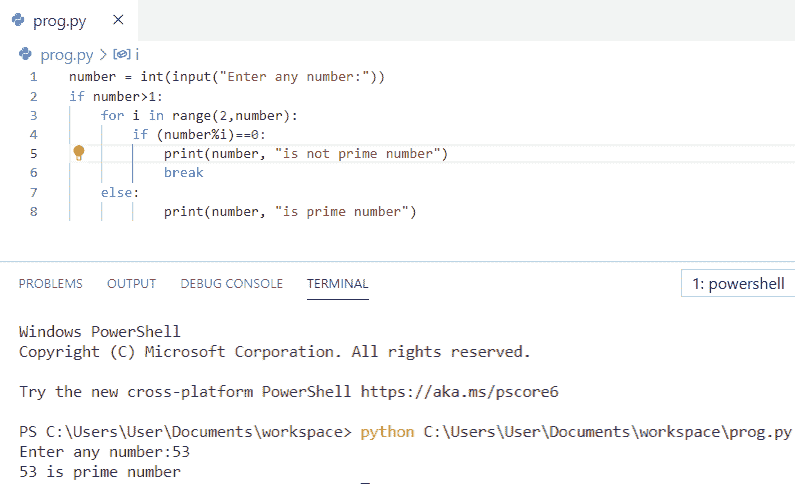 prog.py ×
prog.py > i
1 number = int(input("Enter any number:"))
2 if number>1:
3     for i in range(2,number):
4         if (number%i)==0:
5             print(number, "is not prime number")
6             break
7     else:
8             print(number, "is prime number")
PROBLEMS OUTPUT DEBUG CONSOLE TERMINAL 1: powershell
Windows PowerShell
Copyright (C) Microsoft Corporation. All rights reserved.
Try the new cross-platform PowerShell https://aka.ms/pscore6
PS C:\Users\User\Documents\workspace> python C:\Users\User\Documents\workspace\prog.py
Enter any number:53
53 is prime number